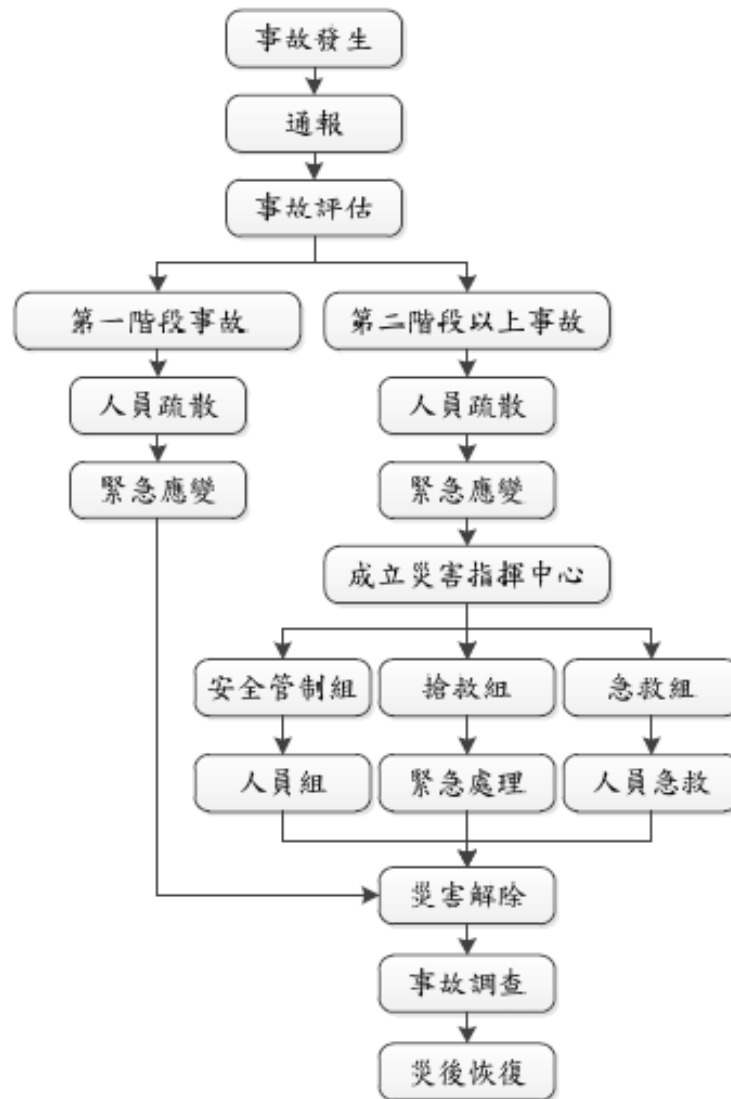 事故發生
通報
事故評估
第一階段事故
第二階段以上事故
人員疏散
人員疏散
緊急應變
緊急應變
成立災害指揮中心
安全管制組
搶救組
急救組
人員組
緊急處理
人員急救
災害解除
事故調查
災後恢復